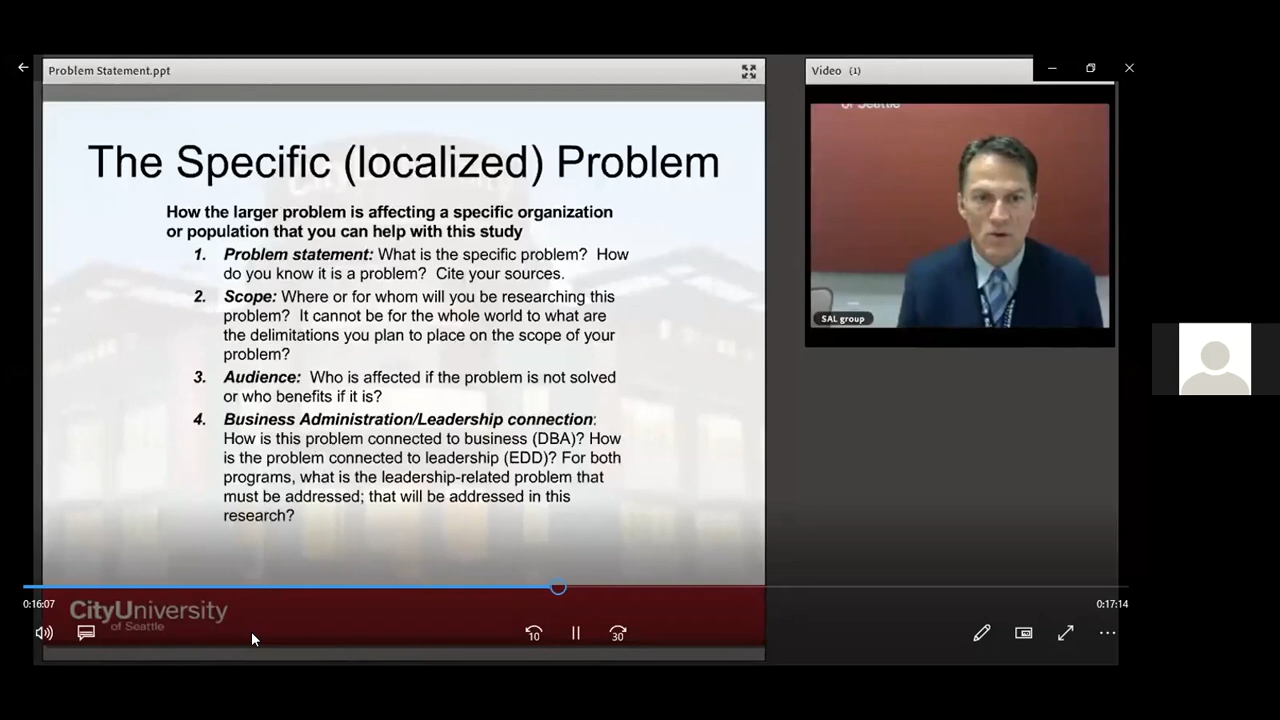 Problem Statement.ppt
Video (1)
The Specific (localized) Problem
How the larger problem is affecting a specific organization
or population that you can help with this study
1. Problem statement: What is the specific problem? How
do you know it is a problem? Cite your sources.
2. Scope: Where or for whom will you be researching this
problem? It cannot be for the whole world to what are
the delimitations you plan to place on the scope of your
problem?
3. Audience: Who is affected if the problem is not solved
or who benefits if it is?
4. Business Administration/Leadership connection:
How is this problem connected to business (DBA)? How
is the problem connected to leadership (EDD)? For both
programs, what is the leadership-related problem that
must be addressed; that will be addressed in this
research?
of Seattle
SAL group
0:16:07
0:17:14
CityUniversity
of Seattle
10
30